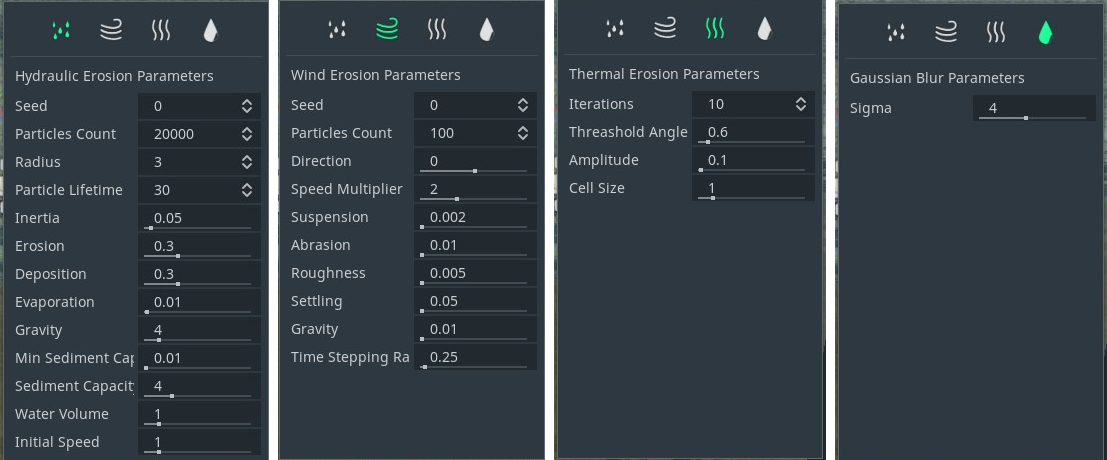 Hydraulic Erosion Parameters
Seed 0
Particles Count 20000
Radius 3
Particle Lifetime 30
Inertia 0.05
Erosion 0.3
Deposition 0.3
Evaporation 0.01
Gravity 4
Min Sediment Cap 0.01
Sediment Capacit 4
Water Volume 1
Initial Speed 1
Wind Erosion Parameters
Seed 0
Particles Count 100
Direction 0
Speed Multiplier 2
Suspension 0.002
Abrasion 0.01
Roughness 0.005
Settling 0.05
Gravity 0.01
Time Stepping Ra 0.25
Thermal Erosion Parameters
Iterations 10
Threashold Angle 0.6
Amplitude 0.1
Cell Size 1
Gaussian Blur Parameters
Sigma 4